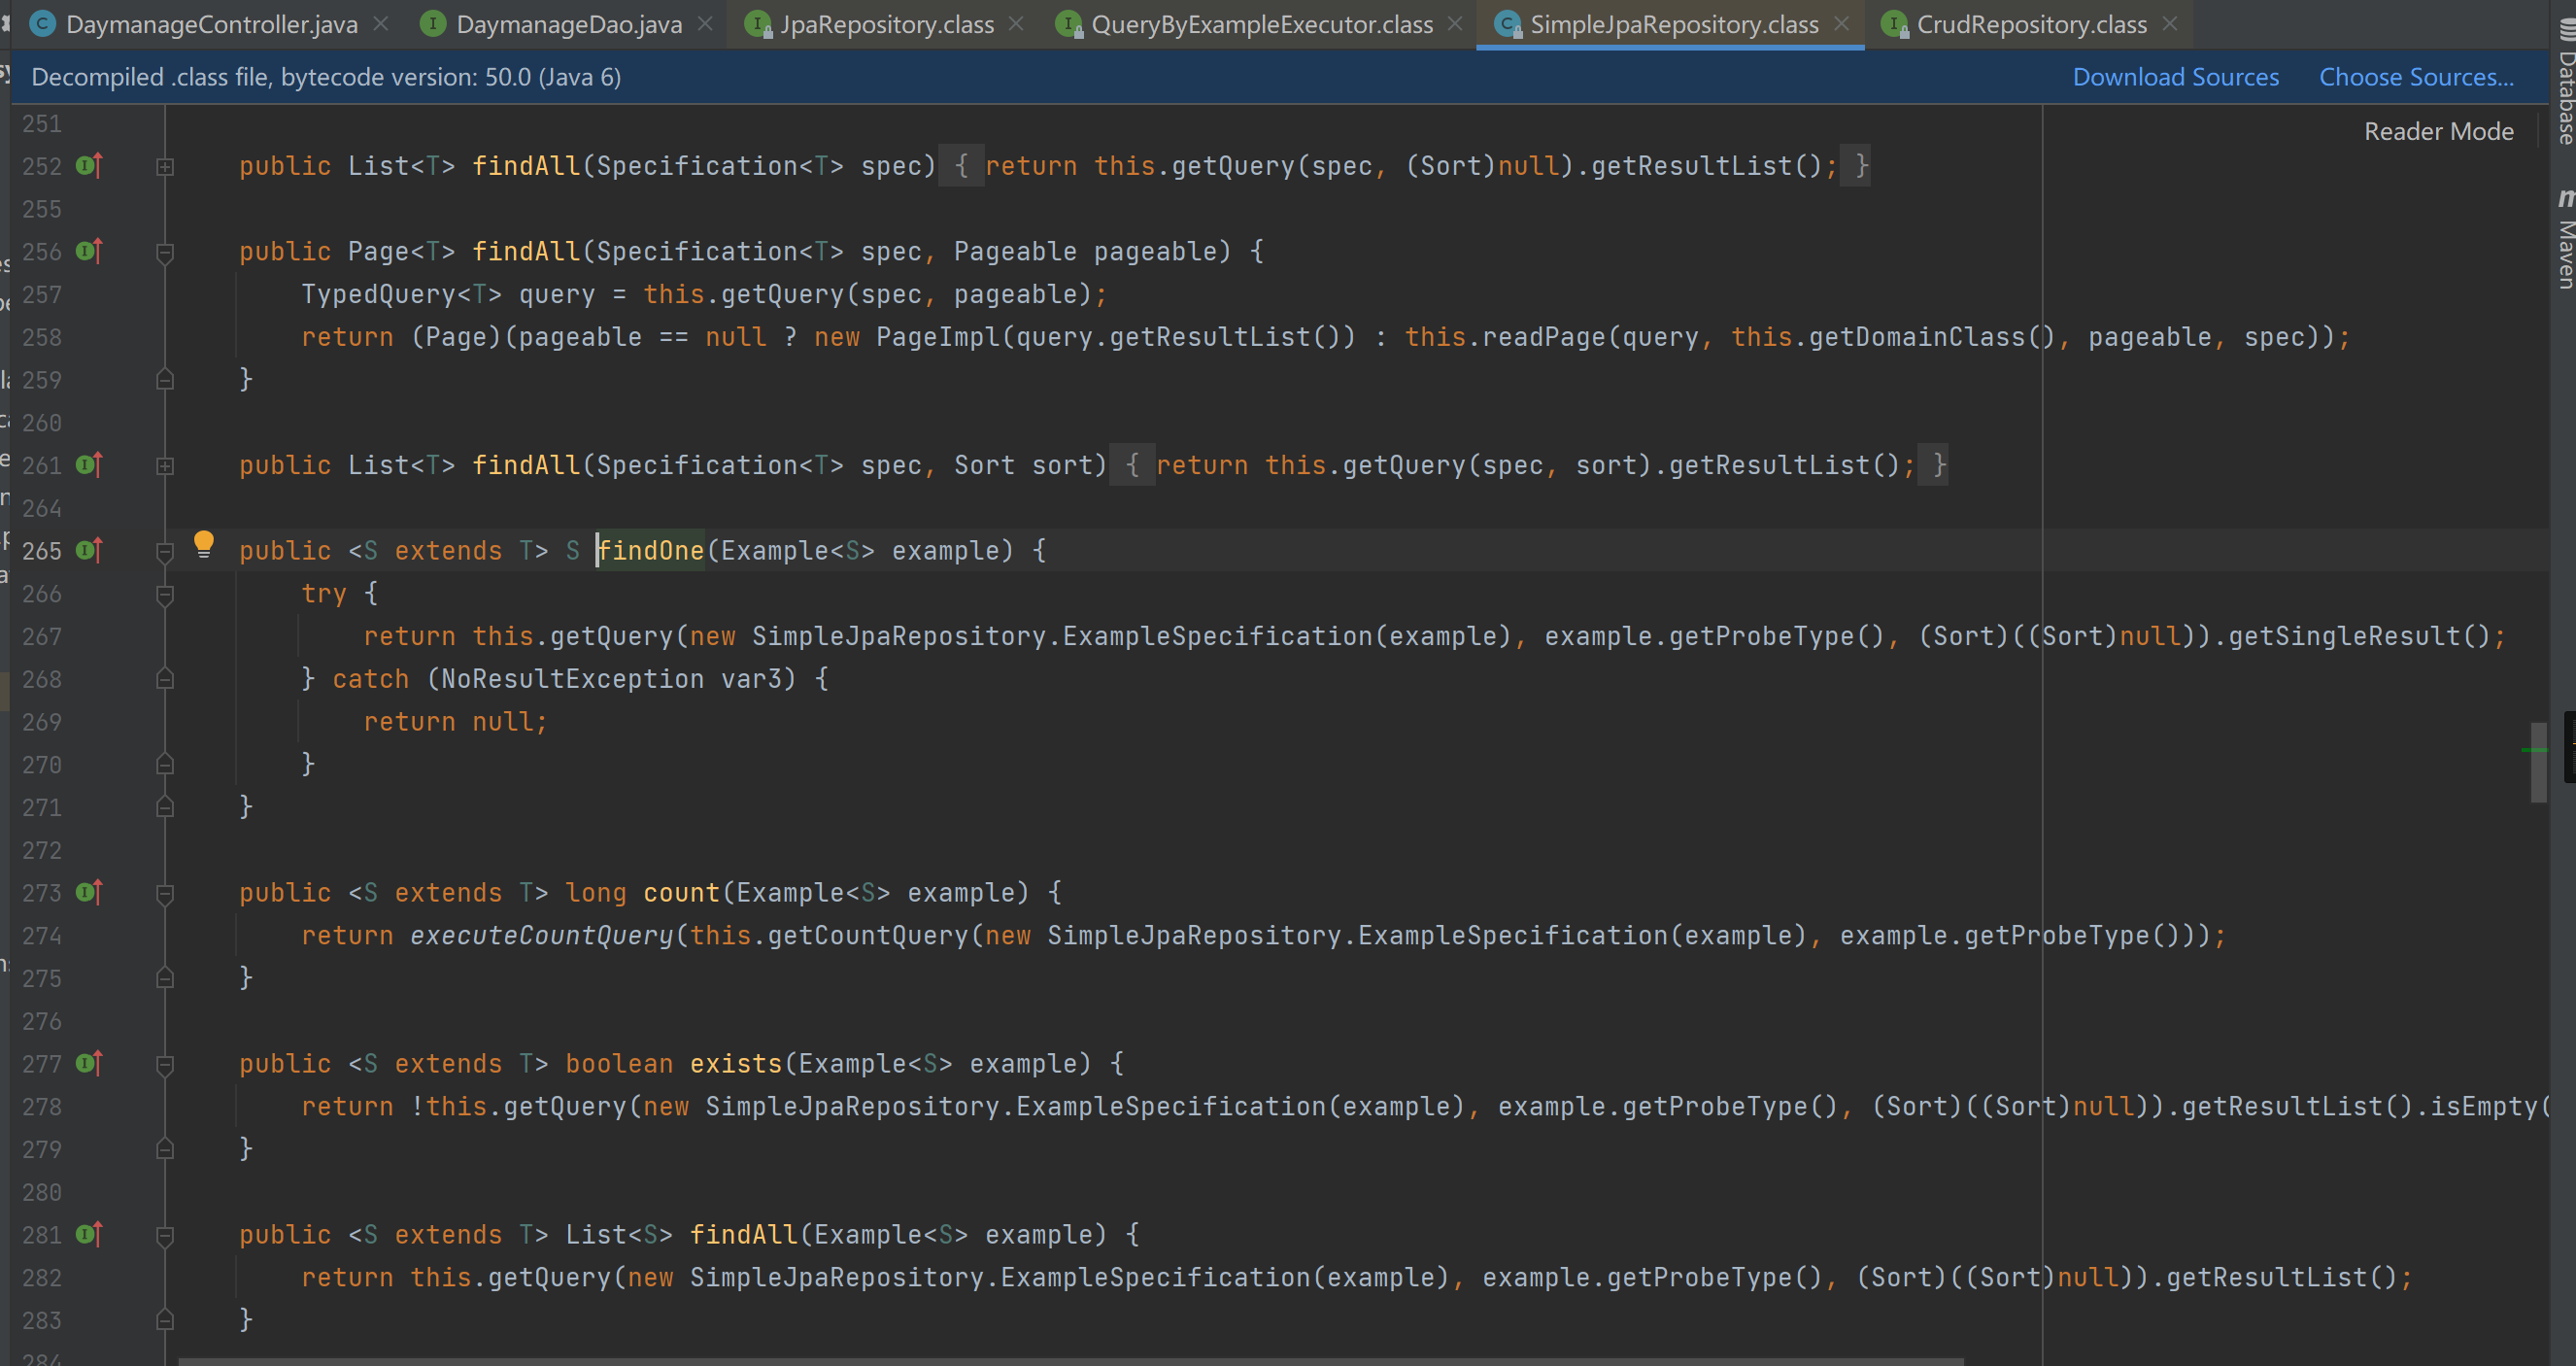 DaymanageController.java DaymanageDao.java JpaRepository.class QueryByExampleExecutor.class SimpleJpaRepository.class CrudRepository.class
Decompiled .class file, bytecode version: 50.0 (Java 6) Download Sources Choose Sources...
Reader Mode
251
252 public List<T> findAll(Specification<T> spec) { return this.getQuery(spec, (Sort)null).getResultList(); }
255
256 public Page<T> findAll(Specification<T> spec, Pageable pageable) {
257 TypedQuery<T> query = this.getQuery(spec, pageable);
258 return (Page)(pageable == null ? new PageImpl(query.getResultList()) : this.readPage(query, this.getDomainClass(), pageable, spec));
259 }
260
261 public List<T> findAll(Specification<T> spec, Sort sort) { return this.getQuery(spec, sort).getResultList(); }
264
265 public <S extends T> S findOne(Example<S> example) {
266 try {
267 return this.getQuery(new SimpleJpaRepository.ExampleSpecification(example), example.getProbeType(), (Sort)((Sort)null)).getSingleResult();
268 } catch (NoResultException var3) {
269 return null;
270 }
271 }
272
273 public <S extends T> long count(Example<S> example) {
274 return executeCountQuery(this.getCountQuery(new SimpleJpaRepository.ExampleSpecification(example), example.getProbeType()));
275 }
276
277 public <S extends T> boolean exists(Example<S> example) {
278 return !this.getQuery(new SimpleJpaRepository.ExampleSpecification(example), example.getProbeType(), (Sort)((Sort)null)).getResultList().isEmpty(
279 }
280
281 public <S extends T> List<S> findAll(Example<S> example) {
282 return this.getQuery(new SimpleJpaRepository.ExampleSpecification(example), example.getProbeType(), (Sort)((Sort)null)).getResultList();
283 }
284
Database
Maven